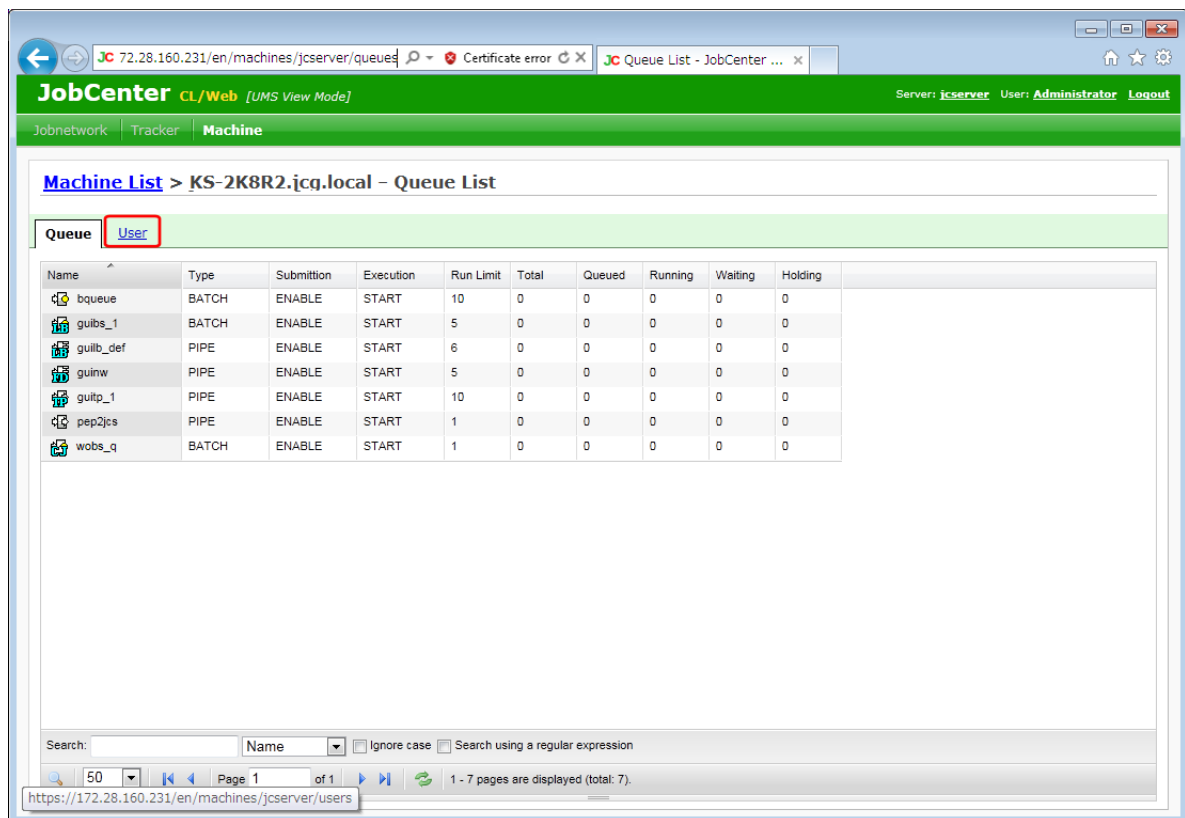 JC 72.28.160.231/en/machines/jcserver/queues Certificate error JC Queue List - JobCenter ...
JobCenter CL/Web [UMS View Mode] Server: jcserver User: Administrator Logout
Jobnetwork Tracker Machine
Machine List > KS-2K8R2.jcg.local – Queue List
Queue User
Name Type Submittion Execution Run Limit Total Queued Running Waiting Holding
bqueue BATCH ENABLE START 10 0 0 0 0 0
guibs_1 BATCH ENABLE START 5 0 0 0 0 0
guilb_def PIPE ENABLE START 6 0 0 0 0 0
guinw PIPE ENABLE START 5 0 0 0 0 0
guitp_1 PIPE ENABLE START 10 0 0 0 0 0
pep2jcs PIPE ENABLE START 1 0 0 0 0 0
wobs_q BATCH ENABLE START 1 0 0 0 0 0
Search: Name Ignore case Search using a regular expression
50 Page 1 of 1 1 - 7 pages are displayed (total: 7).
https://172.28.160.231/en/machines/jcserver/users